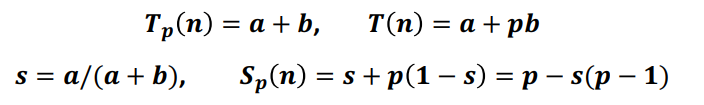 Tₚ(n) = a + b, T(n) = a + pb
s = a/(a + b), Sₚ(n) = s + p(1 − s) = p − s(p − 1)